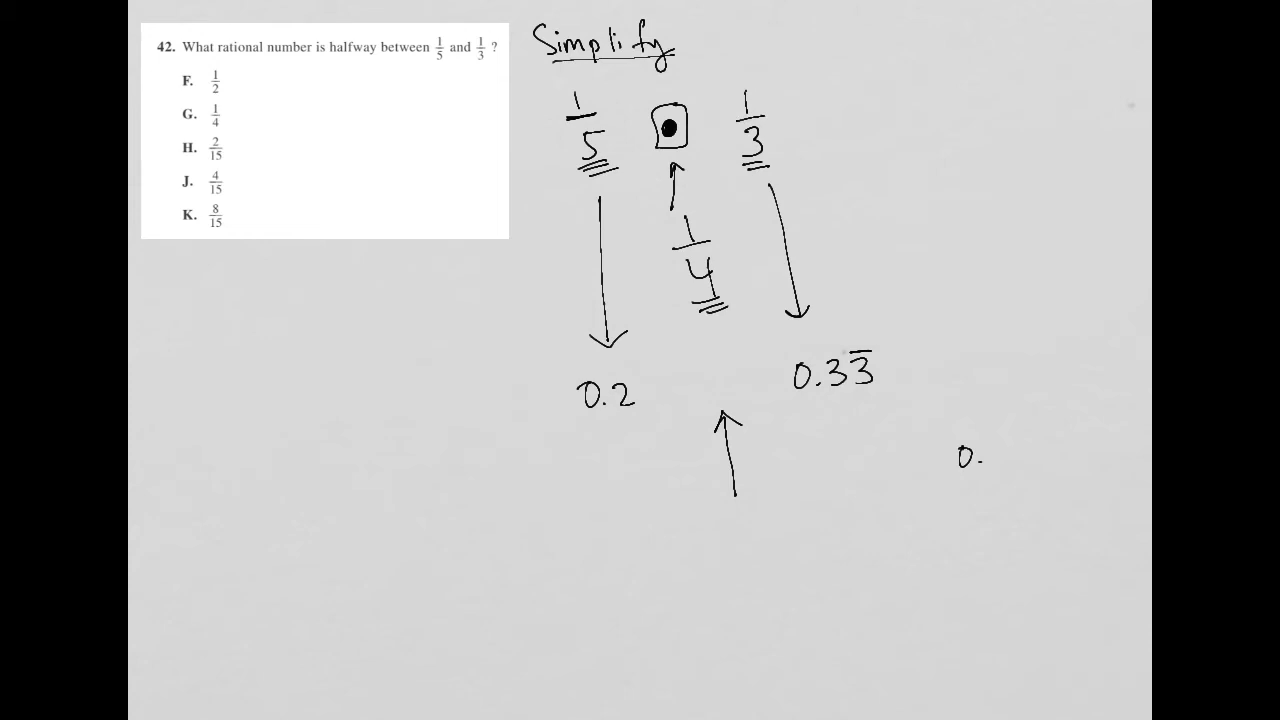 42. What rational number is halfway between 1/5 and 1/3 ?
F. 1/2
G. 1/4
H. 2/15
J. 4/15
K. 8/15
Simplify
1/5 1/3
1/4
0.2 0.33̅
0.